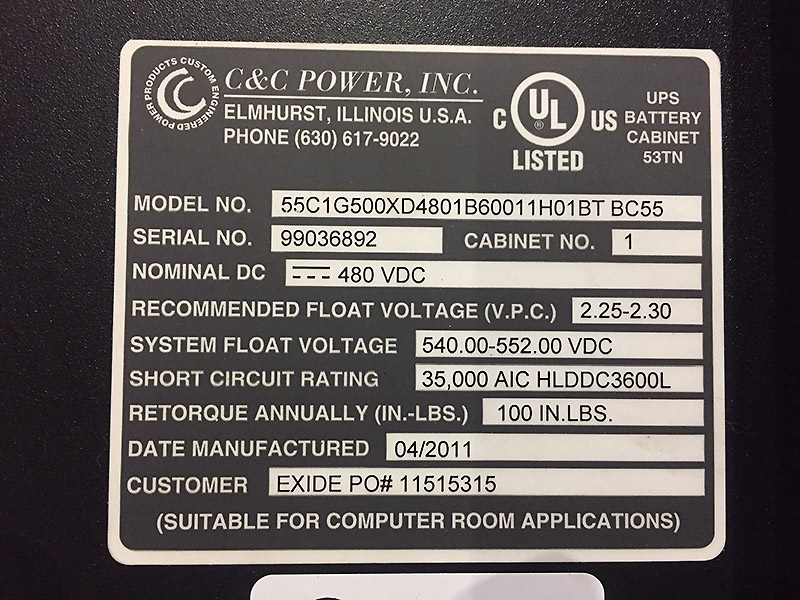 POWER PRODUCTS CUSTOM ENGINEERED
C&C POWER, INC.
ELMHURST, ILLINOIS U.S.A.
PHONE (630) 617-9022
C UL ® US
LISTED
UPS
BATTERY
CABINET
53TN
MODEL NO. 55C1G500XD4801B60011H01BT BC55
SERIAL NO. 99036892 CABINET NO. 1
NOMINAL DC 480 VDC
RECOMMENDED FLOAT VOLTAGE (V.P.C.) 2.25-2.30
SYSTEM FLOAT VOLTAGE 540.00-552.00 VDC
SHORT CIRCUIT RATING 35,000 AIC HLDDC3600L
RETORQUE ANNUALLY (IN.-LBS.) 100 IN.LBS.
DATE MANUFACTURED 04/2011
CUSTOMER EXIDE PO# 11515315
(SUITABLE FOR COMPUTER ROOM APPLICATIONS)